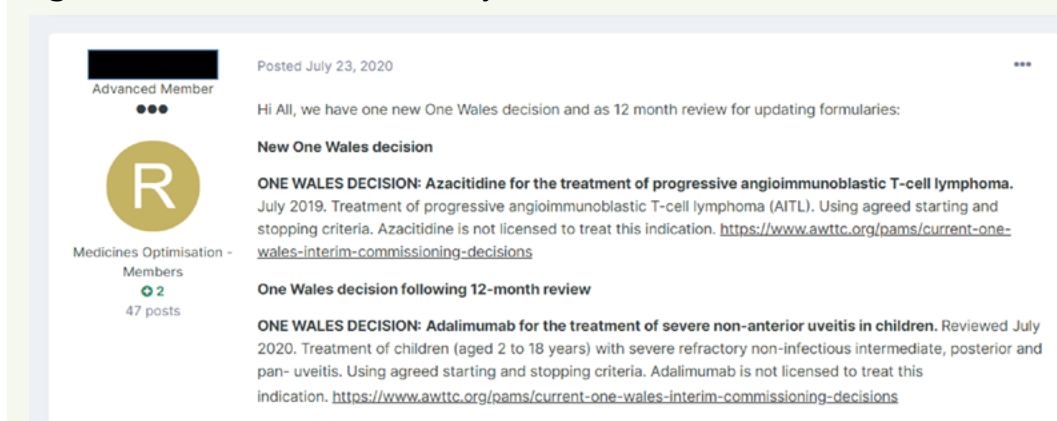 Advanced Member
R
Medicines Optimisation -
Members
2
47 posts
Posted July 23, 2020
Hi All, we have one new One Wales decision and as 12 month review for updating formularies:
New One Wales decision
ONE WALES DECISION: Azacitidine for the treatment of progressive angioimmunoblastic T-cell lymphoma.
July 2019. Treatment of progressive angioimmunoblastic T-cell lymphoma (AITL). Using agreed starting and
stopping criteria. Azacitidine is not licensed to treat this indication. https://www.awttc.org/pams/current-one-
wales-interim-commissioning-decisions
One Wales decision following 12-month review
ONE WALES DECISION: Adalimumab for the treatment of severe non-anterior uveitis in children. Reviewed July
2020. Treatment of children (aged 2 to 18 years) with severe refractory non-infectious intermediate, posterior and
pan- uveitis. Using agreed starting and stopping criteria. Adalimumab is not licensed to treat this
indication. https://www.awttc.org/pams/current-one-wales-interim-commissioning-decisions